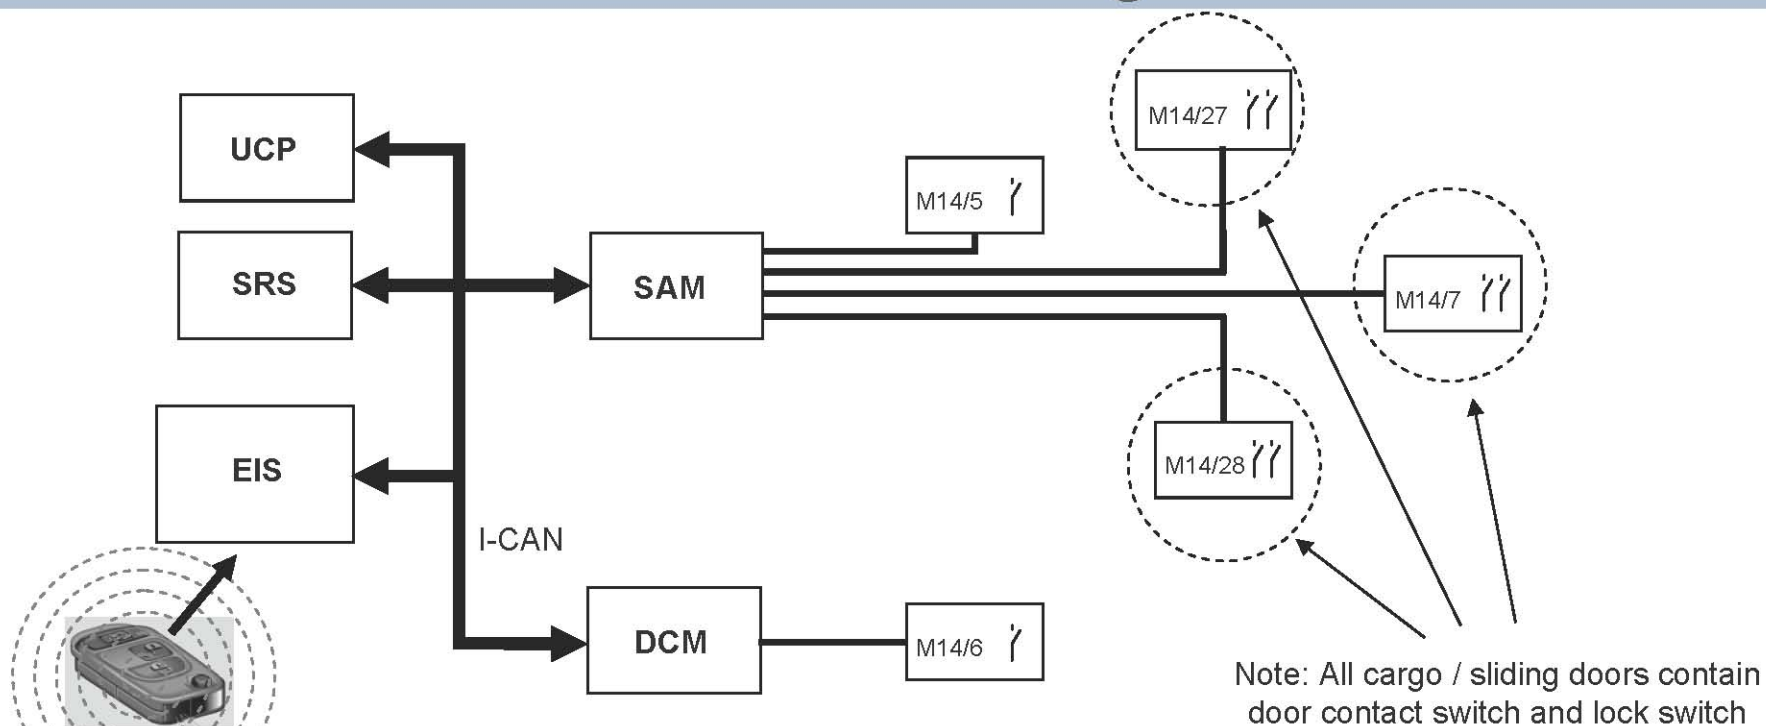 UCP
SRS
EIS
I-CAN
SAM
DCM
M14/5
M14/6
M14/27
M14/7
M14/28
Note: All cargo / sliding doors contain
door contact switch and lock switch